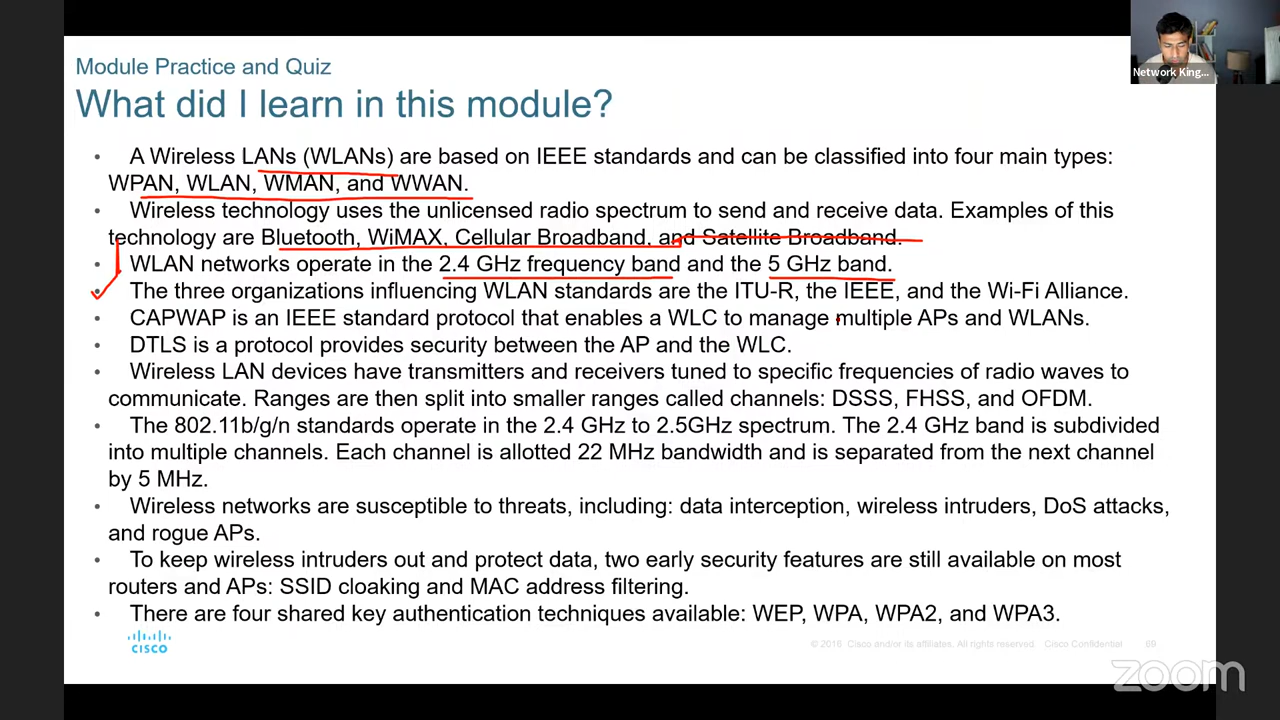 Module Practice and Quiz
What did I learn in this module?
• A Wireless LANs (WLANs) are based on IEEE standards and can be classified into four main types:
WPAN, WLAN, WMAN, and WWAN.
• Wireless technology uses the unlicensed radio spectrum to send and receive data. Examples of this
technology are Bluetooth, WiMAX, Cellular Broadband, and Satellite Broadband.
• WLAN networks operate in the 2.4 GHz frequency band and the 5 GHz band.
• The three organizations influencing WLAN standards are the ITU-R, the IEEE, and the Wi-Fi Alliance.
• CAPWAP is an IEEE standard protocol that enables a WLC to manage multiple APs and WLANs.
• DTLS is a protocol provides security between the AP and the WLC.
• Wireless LAN devices have transmitters and receivers tuned to specific frequencies of radio waves to
communicate. Ranges are then split into smaller ranges called channels: DSSS, FHSS, and OFDM.
• The 802.11b/g/n standards operate in the 2.4 GHz to 2.5GHz spectrum. The 2.4 GHz band is subdivided
into multiple channels. Each channel is allotted 22 MHz bandwidth and is separated from the next channel
by 5 MHz.
• Wireless networks are susceptible to threats, including: data interception, wireless intruders, DoS attacks,
and rogue APs.
• To keep wireless intruders out and protect data, two early security features are still available on most
routers and APs: SSID cloaking and MAC address filtering.
• There are four shared key authentication techniques available: WEP, WPA, WPA2, and WPA3.
CISCO
© 2016 Cisco and/or its affiliates. All rights reserved. Cisco Confidential 69
Network King...
zoom